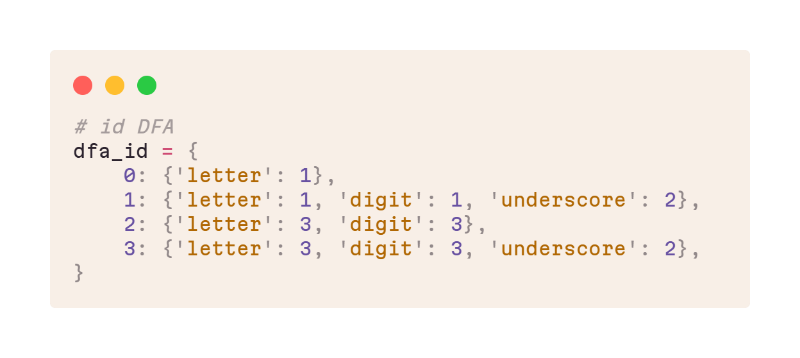 # id DFA
dfa_id = {
    0: {'letter': 1},
    1: {'letter': 1, 'digit': 1, 'underscore': 2},
    2: {'letter': 3, 'digit': 3},
    3: {'letter': 3, 'digit': 3, 'underscore': 2},
}